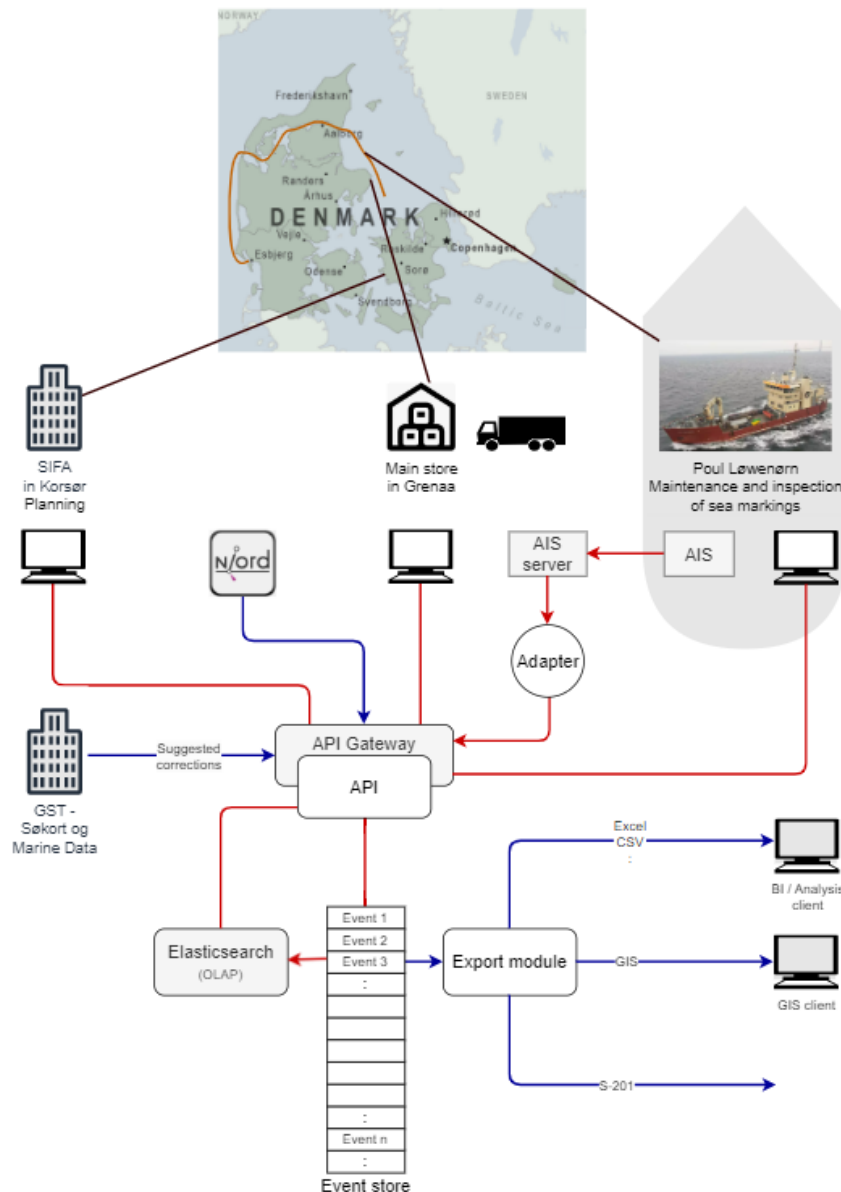 NORWAY
SWEDEN
Frederikshavn
Aalborg
Randers
Århus
DENMARK
Hillerød
Vejle
Roskilde
Copenhagen
Esbjerg
Odense
Sorø
Svendborg
Baltic Sea
SIFA
in Korsør
Planning
Main store
in Grenaa
Poul Løwenørn
Maintenance and inspection
of sea markings
Njord
AIS
server
AIS
Adapter
API Gateway
Suggested
corrections
API
GST -
Søkort og
Marine Data
Excel
CSV
:
BI / Analysis
client
Event 1
Event 2
Event 3
:
Elasticsearch
(OLAP)
Export module
GIS
GIS client
S-201
:
Event n
:
Event store